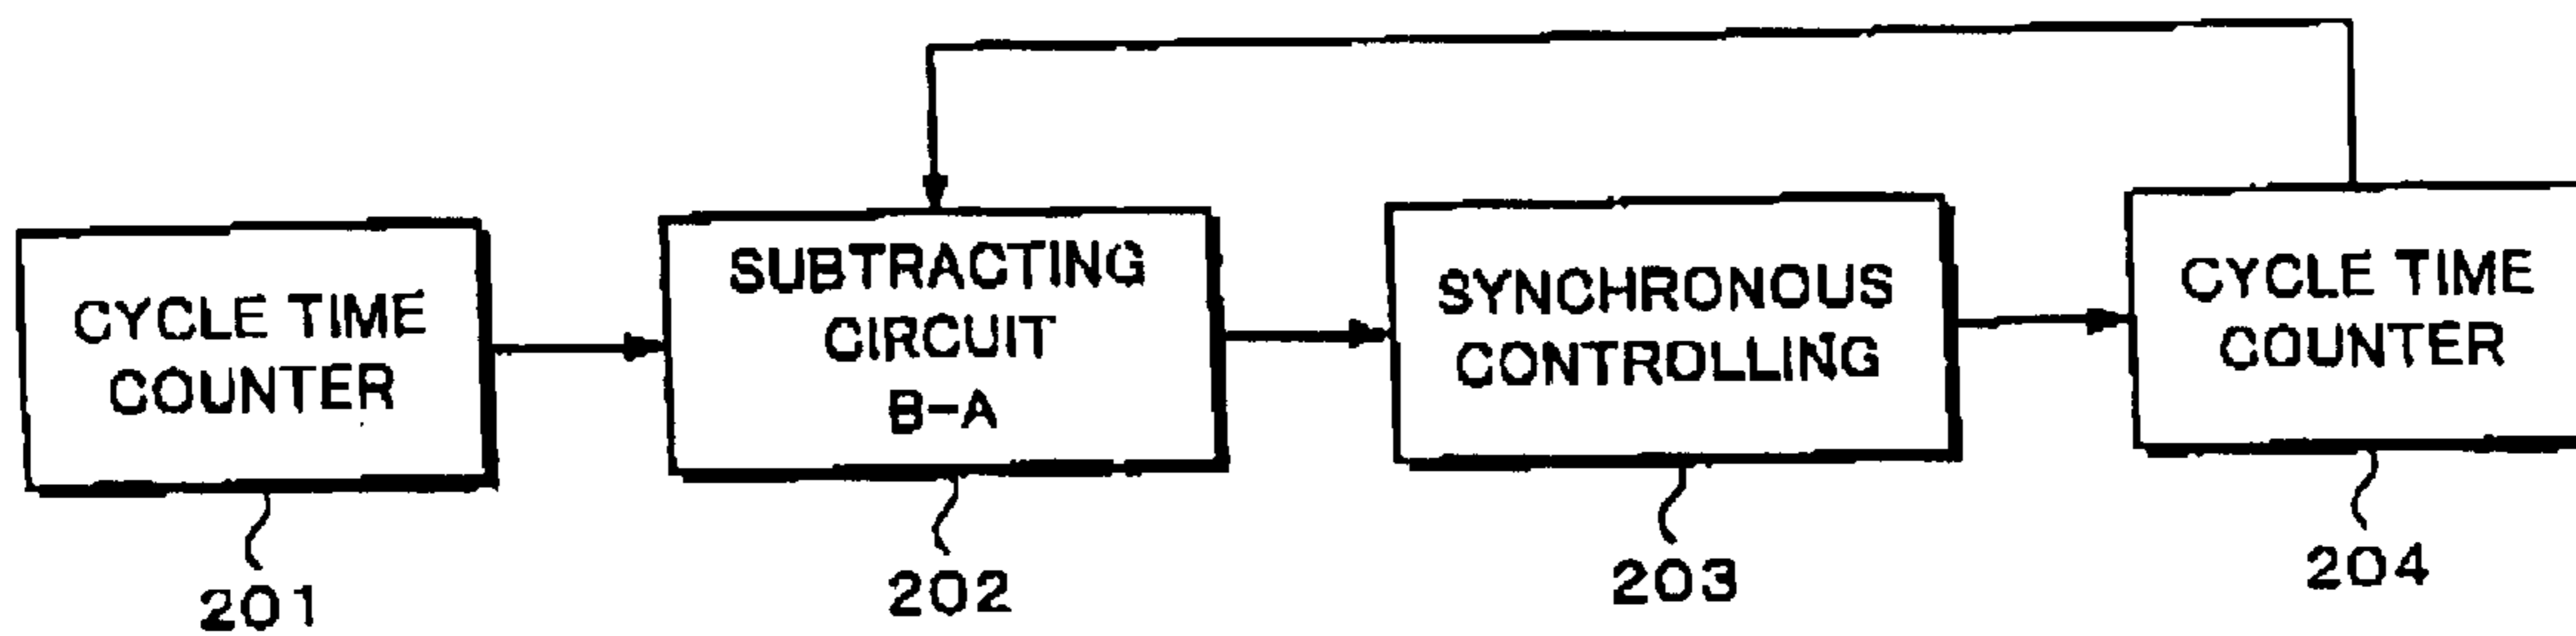 CYCLE TIME
COUNTER
SUBTRACTING
CIRCUIT
B-A
SYNCHRONOUS
CONTROLLING
CYCLE TIME
COUNTER
201
202
203
204